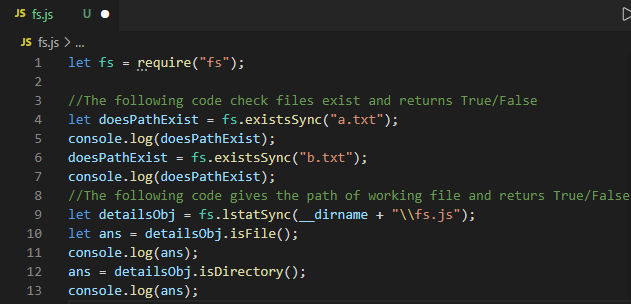 JS fs.js U
JS fs.js > ...
1 let fs = require("fs");
2
3 //The following code check files exist and returns True/False
4 let doesPathExist = fs.existsSync("a.txt");
5 console.log(doesPathExist);
6 doesPathExist = fs.existsSync("b.txt");
7 console.log(doesPathExist);
8 //The following code gives the path of working file and returs True/False
9 let detailsObj = fs.lstatSync(__dirname + "\\fs.js");
10 let ans = detailsObj.isFile();
11 console.log(ans);
12 ans = detailsObj.isDirectory();
13 console.log(ans);